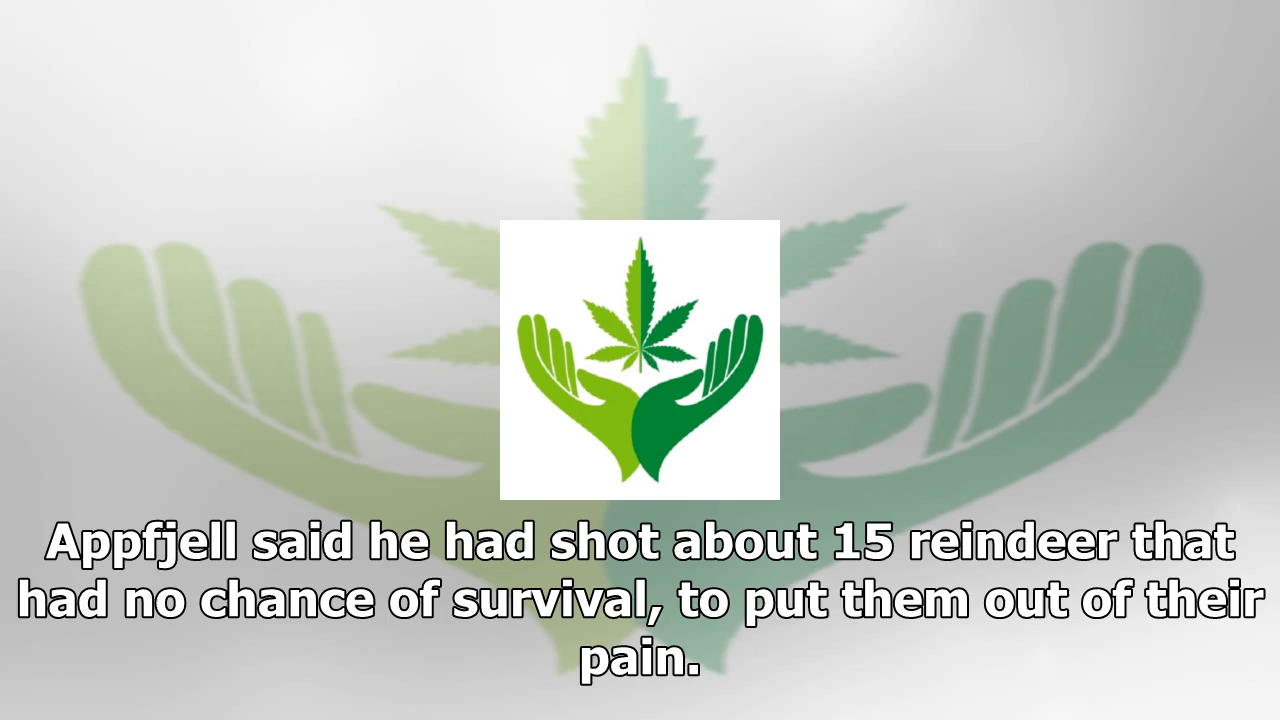 Appfjell said he had shot about 15 reindeer that
had no chance of survival, to put them out of their
pain.